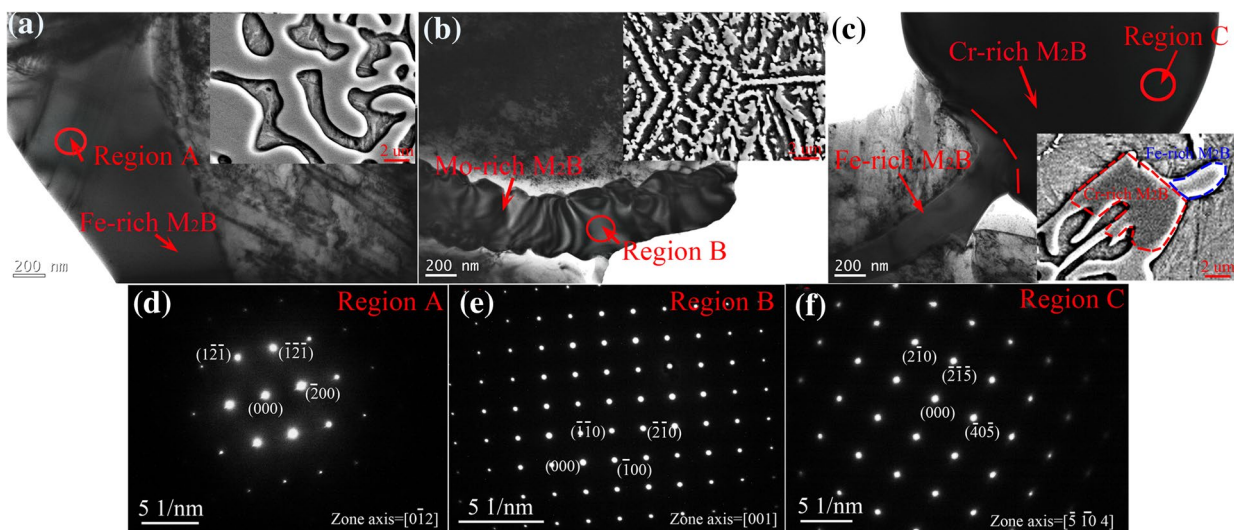 (a)
Region A
Fe-rich M₂B
200 nm
2 um
(b)
Mo-rich M₂B
Region B
200 nm
2 um
(c)
Cr-rich M₂B
Region C
Fe-rich M₂B
Fe-rich M₂B
Cr-rich M₂B
200 nm
2 um
(d)
Region A
(12̄1̄)
(1̄2̄1̄)
(2̄00)
(000)
5 1/nm
Zone axis=[01̄2]
(e)
Region B
(1̄1̄0)
(2̄1̄0)
(000)
(1̄00)
5 1/nm
Zone axis=[001]
(f)
Region C
(21̄0)
(2̄1̄5̄)
(000)
(4̄05̄)
5 1/nm
Zone axis=[5̄ 1̄0 4]